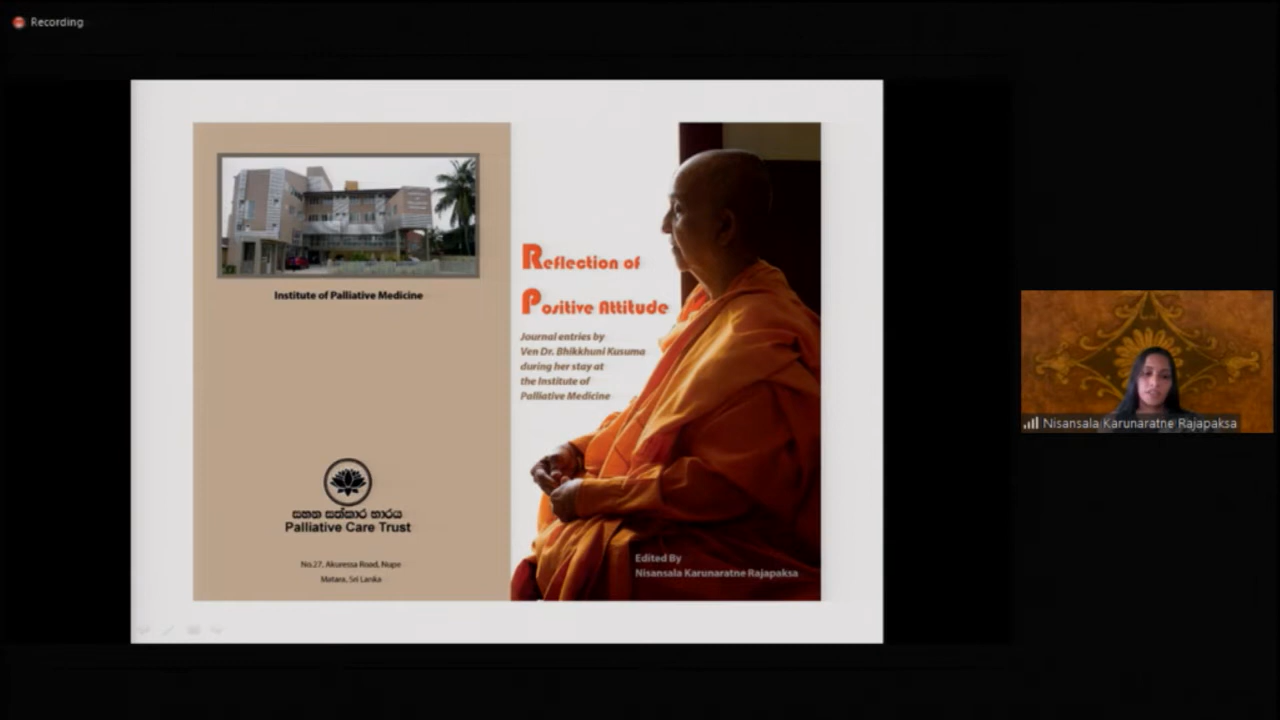 Recording
Institute of Palliative Medicine
සහන සත්කාර භාරය
Palliative Care Trust
No.27, Akuressa Road, Nupe
Matara, Sri Lanka
Reflection of
Positive Attitude
Journal entries by
Ven Dr. Bhikkhuni Kusuma
during her stay at
the Institute of
Palliative Medicine
Edited By
Nisansala Karunaratne Rajapaksa
Nisansala Karunaratne Rajapaksa